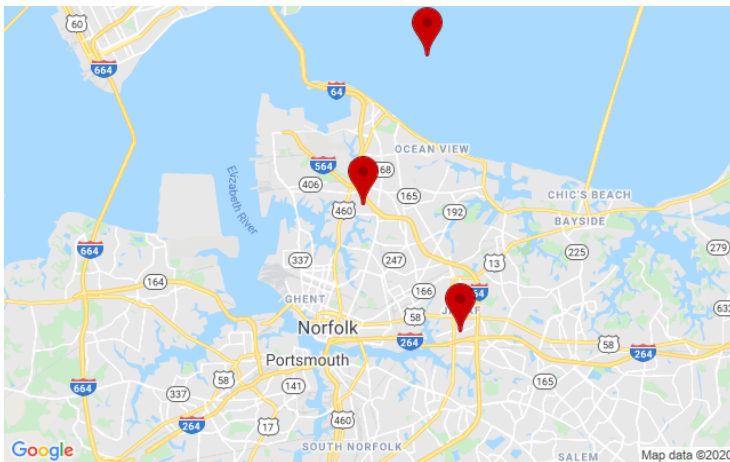 60
664
64
OCEAN VIEW
564
168
406
165
Elizabeth River
CHIC'S BEACH
460
192
BAYSIDE
664
225
279
337
247
13
164
166
GHENT
58
Norfolk
264
58
264
Portsmouth
664
58
141
165
337
264
17
460
SOUTH NORFOLK
SALEM
Google
Map data ©2020